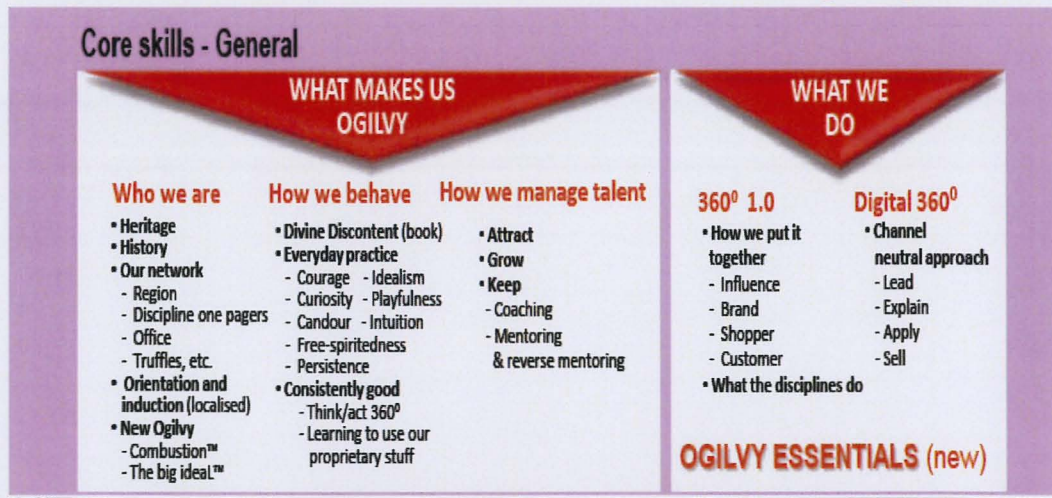 Core skills - General
WHAT MAKES US
OGILVY
Who we are
• Heritage
• History
• Our network
- Region
- Discipline one pagers
- Office
- Truffles, etc.
• Orientation and
induction (localised)
• New Ogilvy
- Combustion™
- The big ideaL™
How we behave
• Divine Discontent (book)
• Everyday practice
- Courage - Idealism
- Curiosity - Playfulness
- Candour - Intuition
- Free-spiritedness
- Persistence
• Consistently good
- Think/act 360⁰
- Learning to use our
proprietary stuff
How we manage talent
• Attract
• Grow
• Keep
- Coaching
- Mentoring
& reverse mentoring
WHAT WE
DO
360⁰ 1.0
• How we put it
together
- Influence
- Brand
- Shopper
- Customer
• What the disciplines do
Digital 360⁰
• Channel
neutral approach
- Lead
- Explain
- Apply
- Sell
OGILVY ESSENTIALS (new)